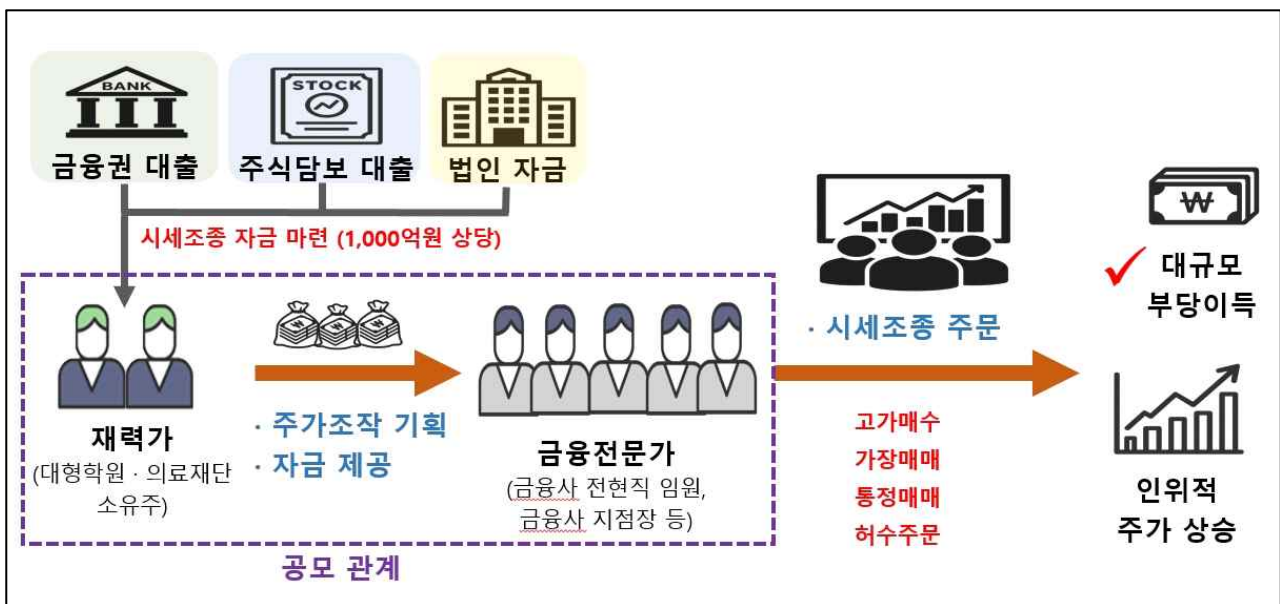 BANK
금융권 대출
STOCK
주식담보 대출
법인 자금
시세조종 자금 마련 (1,000억원 상당)
재력가
(대형학원 · 의료재단
소유주)
· 주가조작 기획
· 자금 제공
금융전문가
(금융사 전현직 임원,
금융사 지점장 등)
공모 관계
· 시세조종 주문
고가매수
가장매매
통정매매
허수주문
₩
대규모
부당이득
인위적
주가 상승